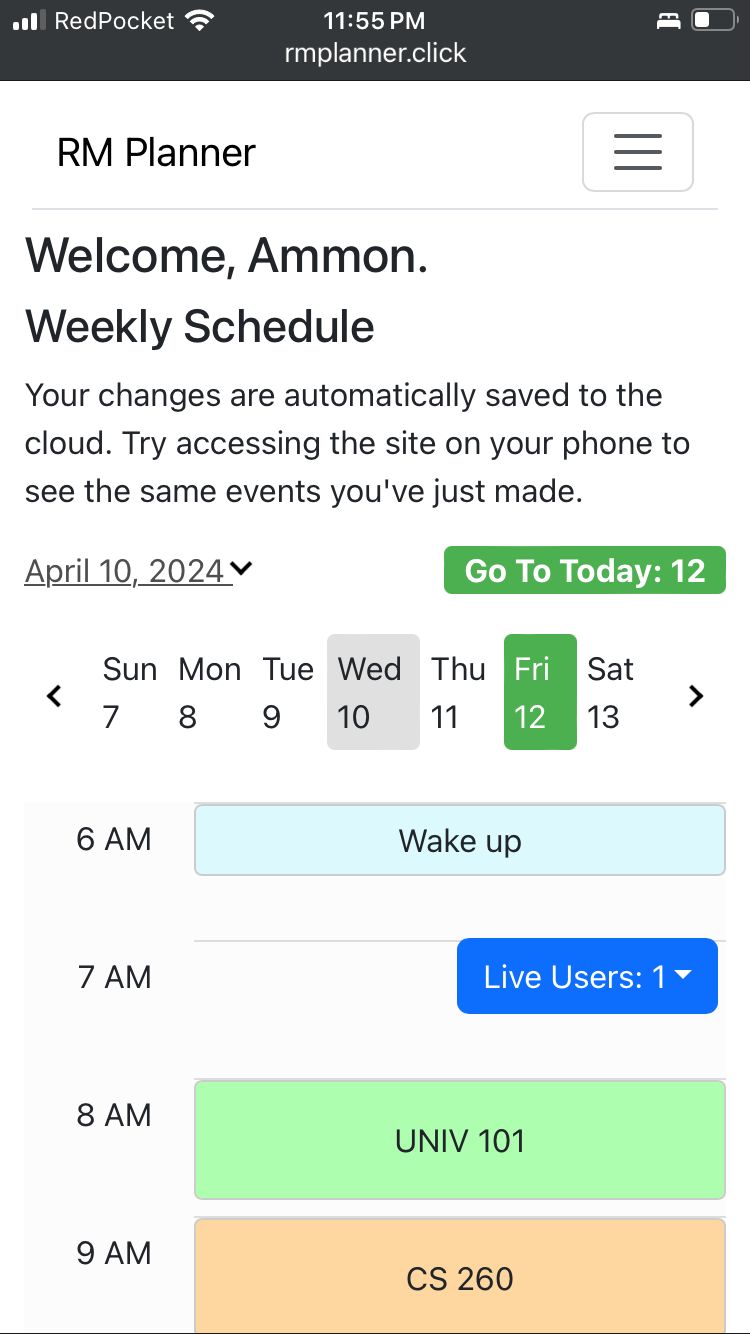 RedPocket 11:55 PM
rmplanner.click
RM Planner
Welcome, Ammon.
Weekly Schedule
Your changes are automatically saved to the
cloud. Try accessing the site on your phone to
see the same events you've just made.
April 10, 2024 Go To Today: 12
Sun Mon Tue Wed Thu Fri Sat
7 8 9 10 11 12 13
6 AM Wake up
7 AM Live Users: 1
8 AM UNIV 101
9 AM CS 260